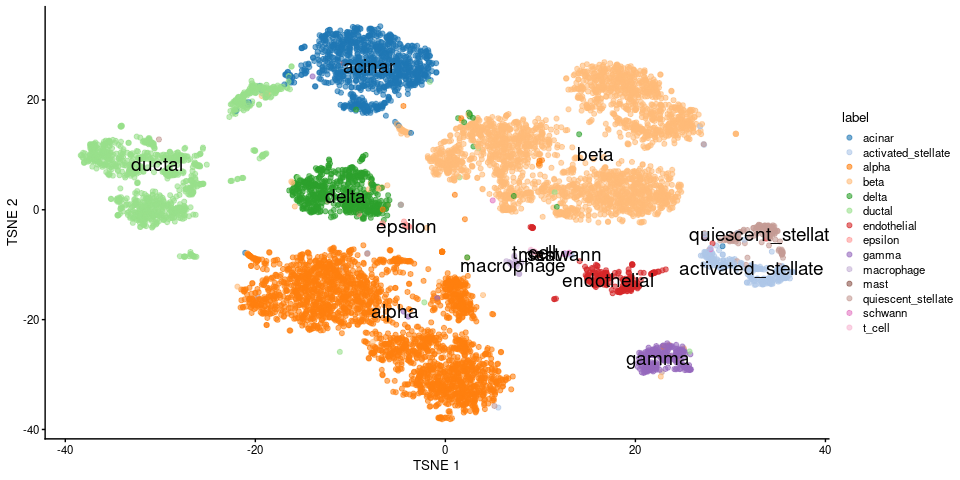 acinar
ductal
beta
delta
epsilon
quiescent_stellat
schwann
macrophage
activated_stellate
endothelial
alpha
gamma
TSNE 2
20
0
-20
-40
-40
-20
0
20
40
TSNE 1
label
acinar
activated_stellate
alpha
beta
delta
ductal
endothelial
epsilon
gamma
macrophage
mast
quiescent_stellate
schwann
t_cell